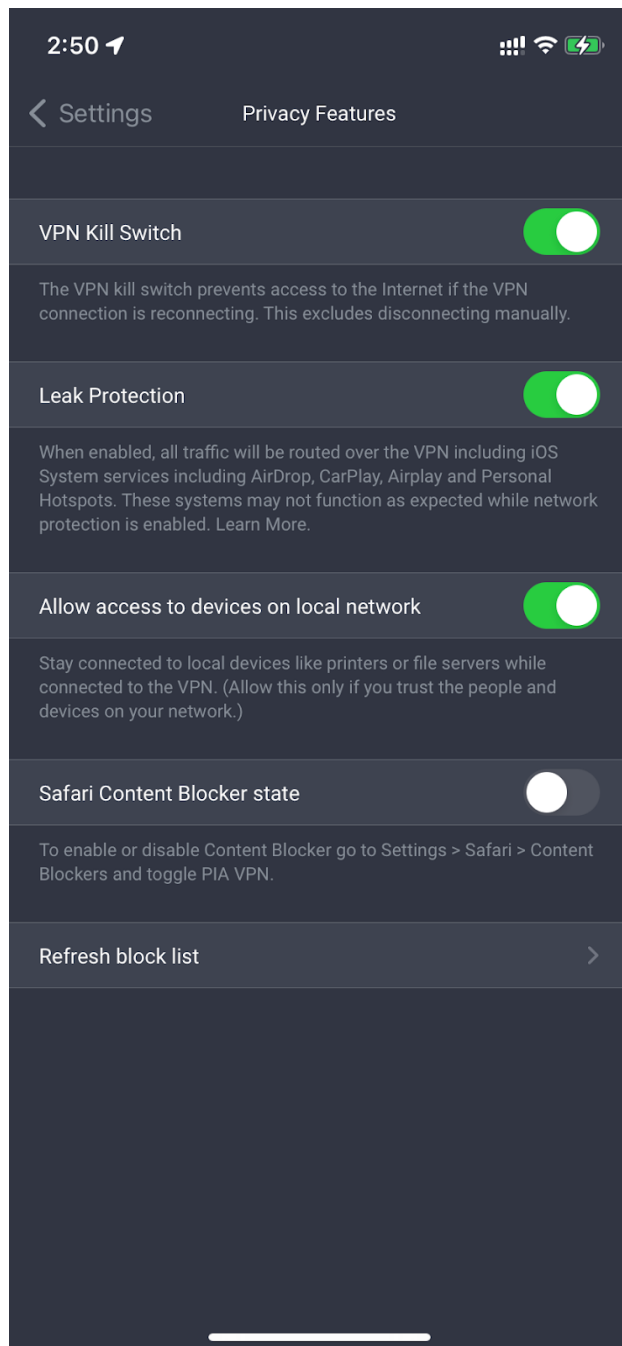 2:50
Settings
Privacy Features
VPN Kill Switch
The VPN kill switch prevents access to the Internet if the VPN
connection is reconnecting. This excludes disconnecting manually.
Leak Protection
When enabled, all traffic will be routed over the VPN including iOS
System services including AirDrop, CarPlay, Airplay and Personal
Hotspots. These systems may not function as expected while network
protection is enabled. Learn More.
Allow access to devices on local network
Stay connected to local devices like printers or file servers while
connected to the VPN. (Allow this only if you trust the people and
devices on your network.)
Safari Content Blocker state
To enable or disable Content Blocker go to Settings > Safari > Content
Blockers and toggle PIA VPN.
Refresh block list